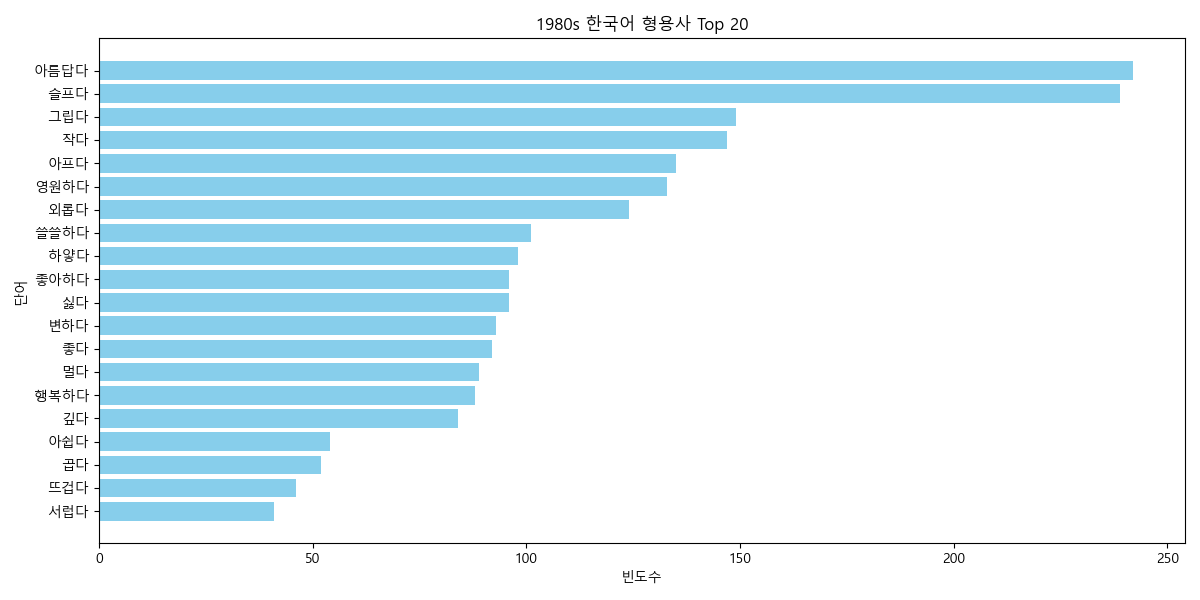 1980s 한국어 형용사 Top 20
아름답다
슬프다
그립다
작다
아프다
영원하다
외롭다
쓸쓸하다
하얗다
좋아하다
싫다
변하다
좋다
멀다
행복하다
깊다
아쉽다
곱다
뜨겁다
서럽다
단어
0 50 100 150 200 250
빈도수